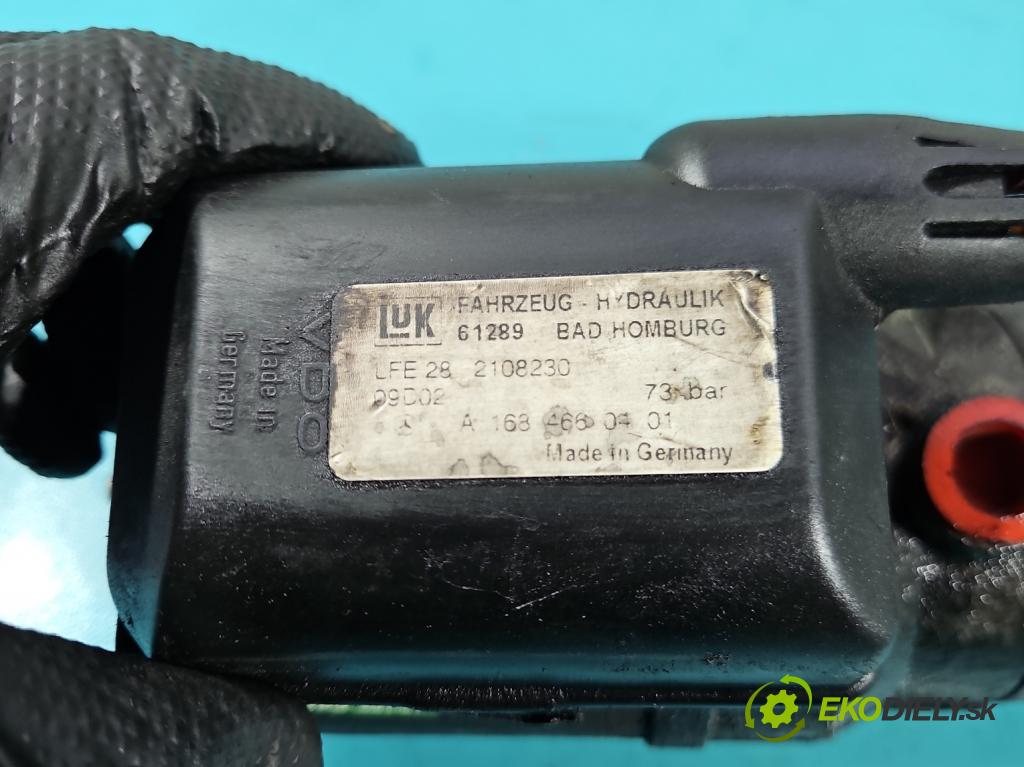 LuK FAHRZEUG - HYDRAULIK
61289 BAD HOMBURG
LFE 28 2108230
09D02 73 bar
A 168 466 04 01
Made in Germany
VDO
Made in
Germany
EKODIELY.sk